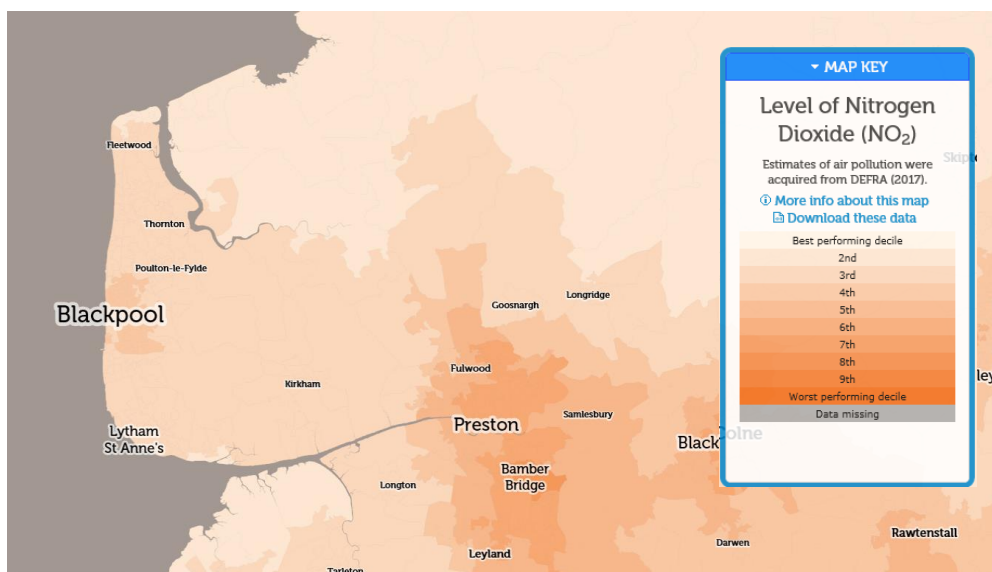 MAP KEY
Level of Nitrogen
Dioxide (NO₂)
Estimates of air pollution were
acquired from DEFRA (2017).
More info about this map
Download these data
Best performing decile
2nd
3rd
4th
5th
6th
7th
8th
9th
Worst performing decile
Data missing
Fleetwood
Thornton
Poulton-le-Fylde
Blackpool
Longridge
Goosnargh
Fulwood
Kirkham
Samlesbury
Preston
Lytham
St Anne's
Bamber
Bridge
Longton
Black
Colne
Darwen
Rawtenstall
Leyland
Tarleton